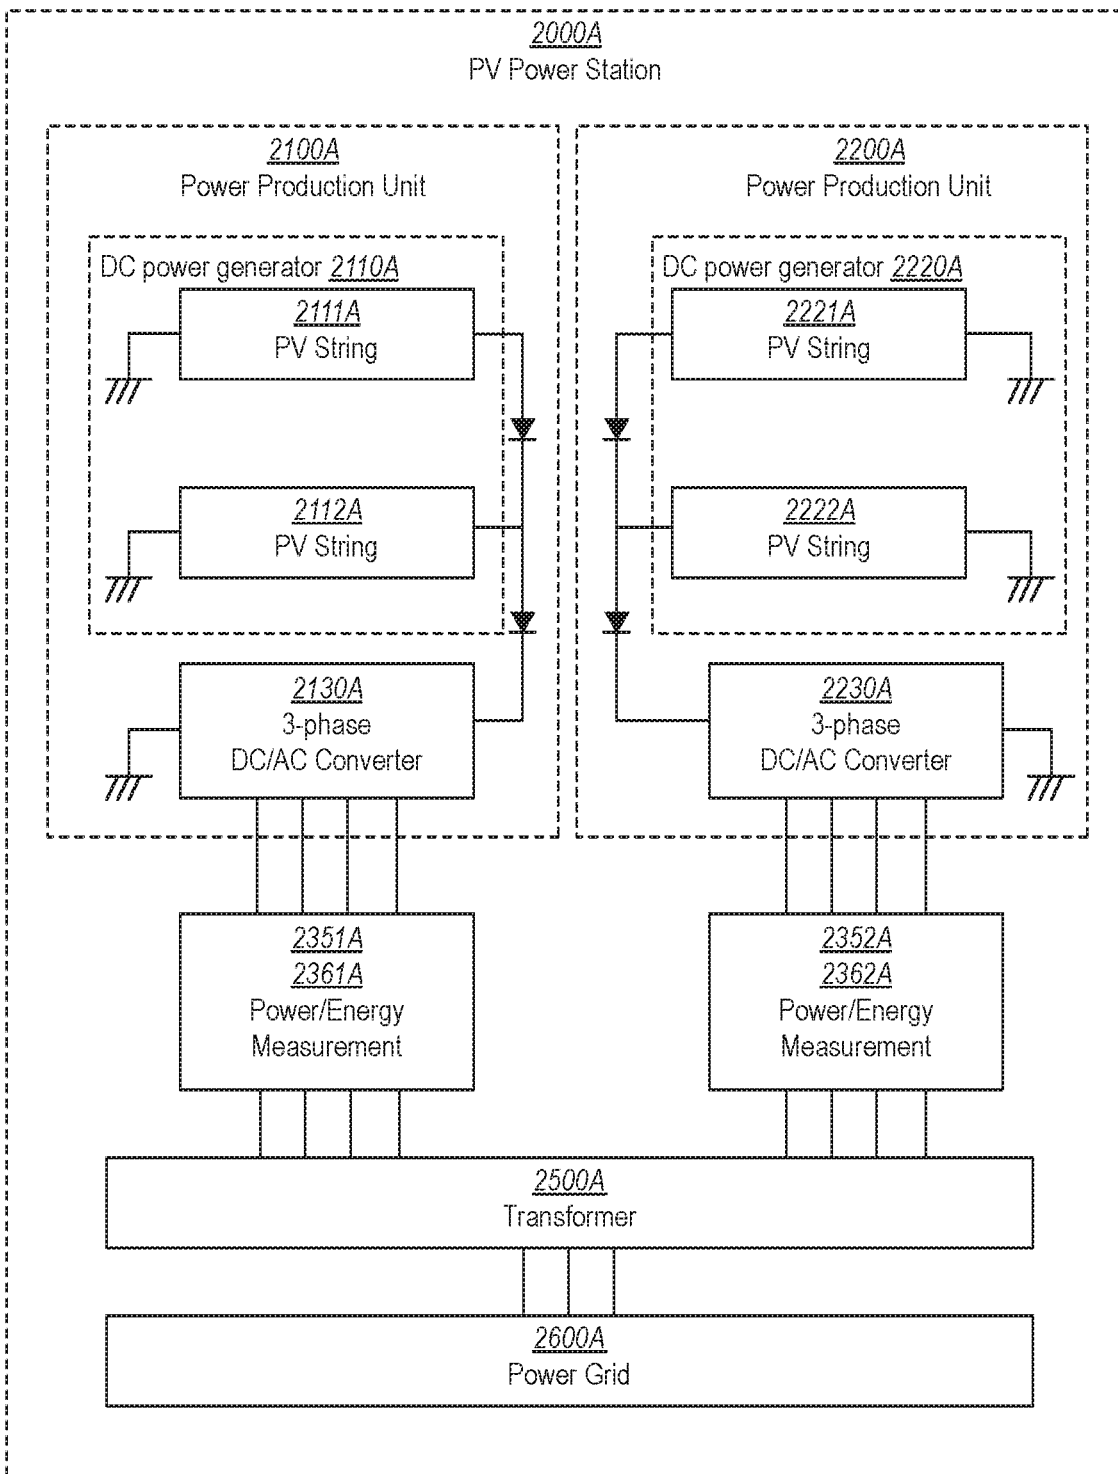 2000A
PV Power Station
2100A
Power Production Unit
DC power generator 2110A
2111A
PV String
2112A
PV String
2130A
3-phase
DC/AC Converter
2200A
Power Production Unit
DC power generator 2220A
2221A
PV String
2222A
PV String
2230A
3-phase
DC/AC Converter
2351A
2361A
Power/Energy
Measurement
2352A
2362A
Power/Energy
Measurement
2500A
Transformer
2600A
Power Grid